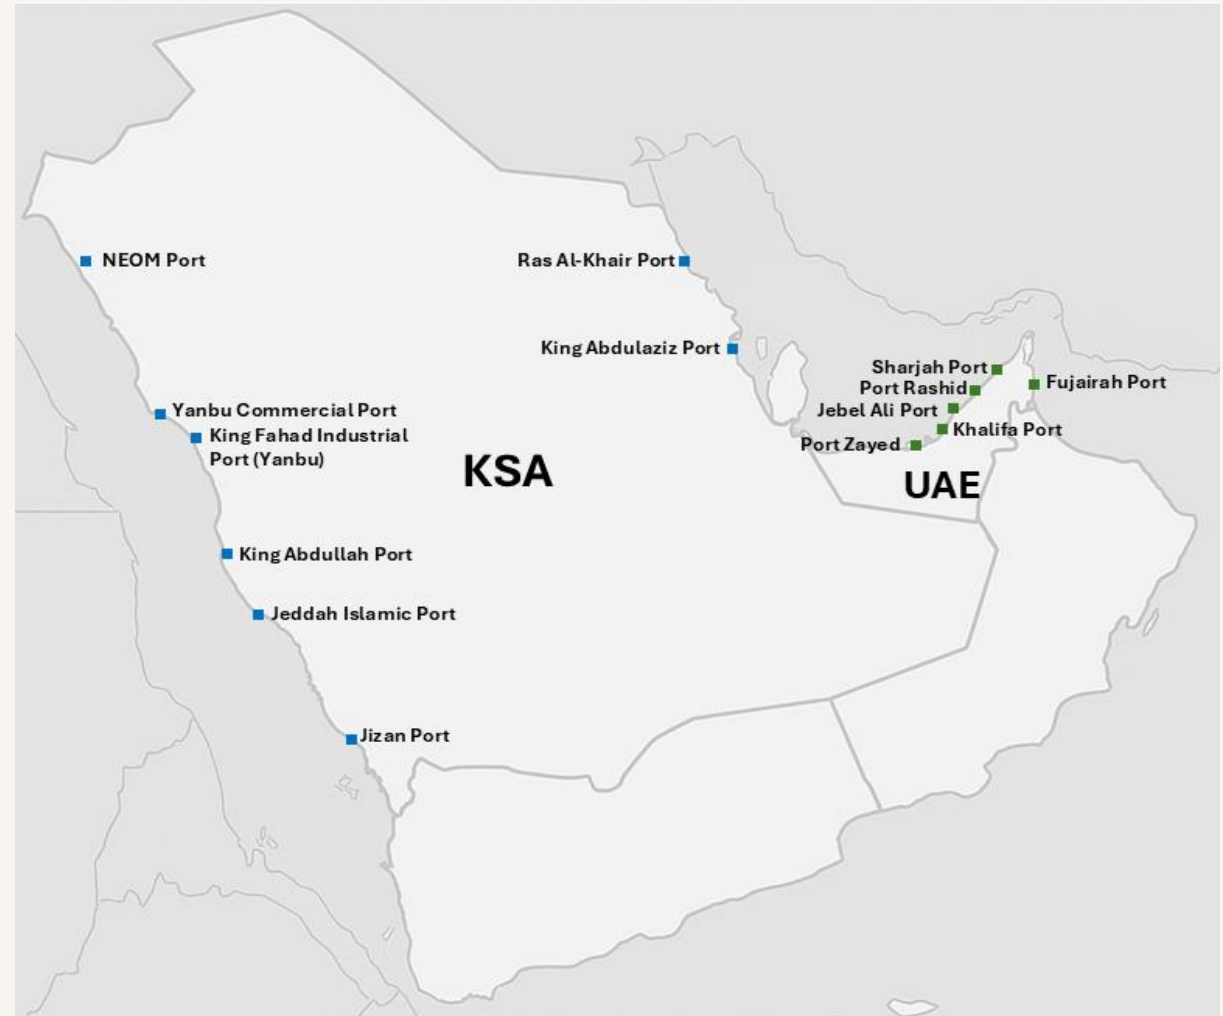 NEOM Port
Ras Al-Khair Port
King Abdulaziz Port
Sharjah Port
Fujairah Port
Port Rashid
Jebel Ali Port
Khalifa Port
Port Zayed
Yanbu Commercial Port
King Fahad Industrial
Port (Yanbu)
KSA
UAE
King Abdullah Port
Jeddah Islamic Port
Jizan Port